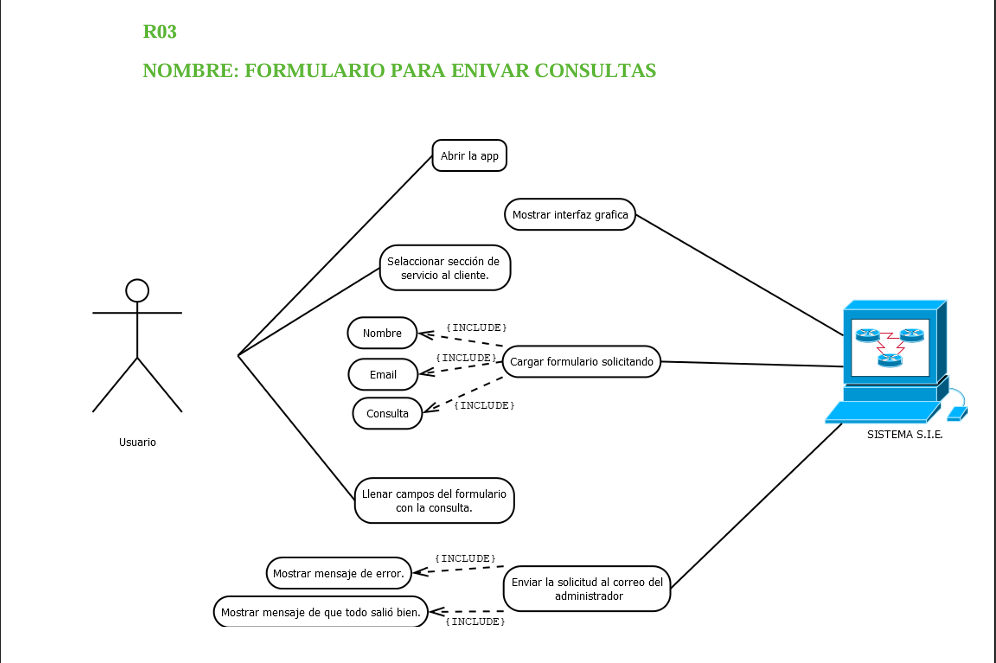 R03
NOMBRE: FORMULARIO PARA ENIVAR CONSULTAS
Abrir la app
Mostrar interfaz grafica
Selaccionar sección de
servicio al cliente.
Nombre
{INCLUDE}
Email
{INCLUDE}
Cargar formulario solicitando
Consulta
{INCLUDE}
Usuario
SISTEMA S.I.E.
Llenar campos del formulario
con la consulta.
{INCLUDE}
Mostrar mensaje de error.
Enviar la solicitud al correo del
administrador
Mostrar mensaje de que todo salió bien.
{INCLUDE}